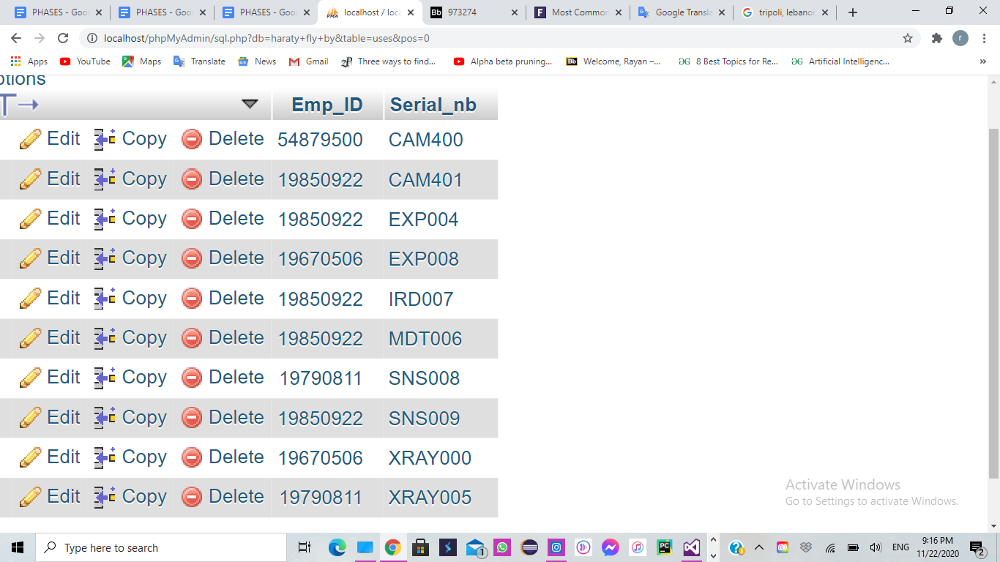 PHASES - Goo
PHASES - Goo
PHASES - Goo
localhost / loca
973274
Most Common
Google Transla
tripoli, lebanon
localhost/phpMyAdmin/sql.php?db=haraty+fly+by&table=uses&pos=0
r
Apps
YouTube
Maps
Translate
News
Gmail
Three ways to find...
Alpha beta pruning...
Bb Welcome, Rayan –...
8 Best Topics for Re...
Artificial Intelligenc...
»
ptions
T
Emp_ID Serial_nb
Edit Copy Delete 54879500 CAM400
Edit Copy Delete 19850922 CAM401
Edit Copy Delete 19850922 EXP004
Edit Copy Delete 19670506 EXP008
Edit Copy Delete 19850922 IRD007
Edit Copy Delete 19850922 MDT006
Edit Copy Delete 19790811 SNS008
Edit Copy Delete 19850922 SNS009
Edit Copy Delete 19670506 XRAY000
Edit Copy Delete 19790811 XRAY005
Activate Windows
Go to Settings to activate Windows.
Type here to search
1
PC
ENG
9:16 PM
11/22/2020
2